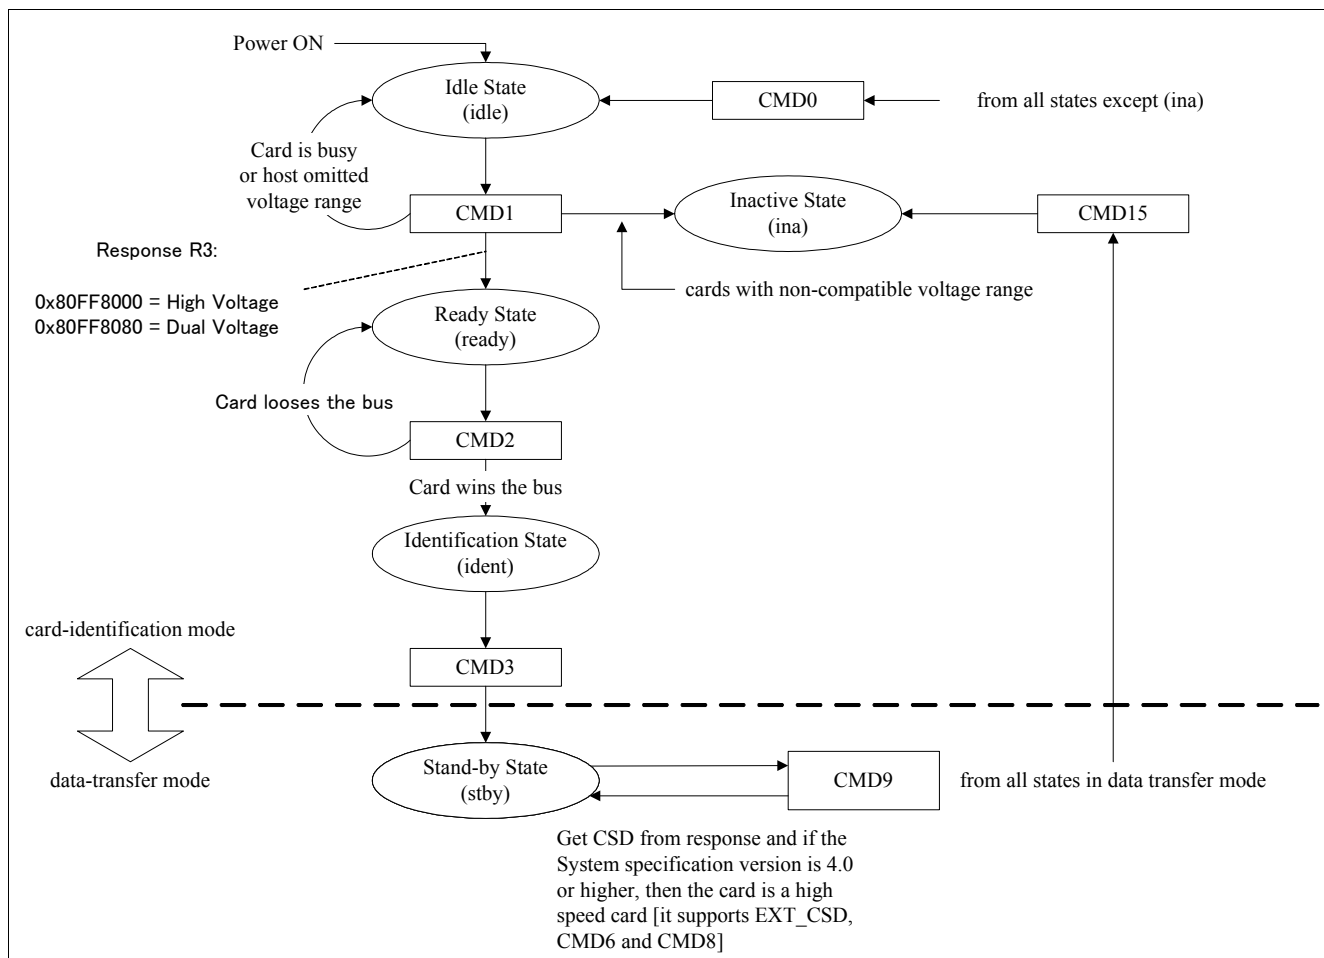 Power ON
Idle State
(idle)
CMD0
from all states except (ina)
Card is busy
or host omitted
voltage range
CMD1
Inactive State
(ina)
CMD15
Response R3:
0x80FF8000 = High Voltage
0x80FF8080 = Dual Voltage
cards with non-compatible voltage range
Ready State
(ready)
Card looses the bus
CMD2
Card wins the bus
Identification State
(ident)
card-identification mode
CMD3
data-transfer mode
Stand-by State
(stby)
CMD9
from all states in data transfer mode
Get CSD from response and if the
System specification version is 4.0
or higher, then the card is a high
speed card [it supports EXT_CSD,
CMD6 and CMD8]